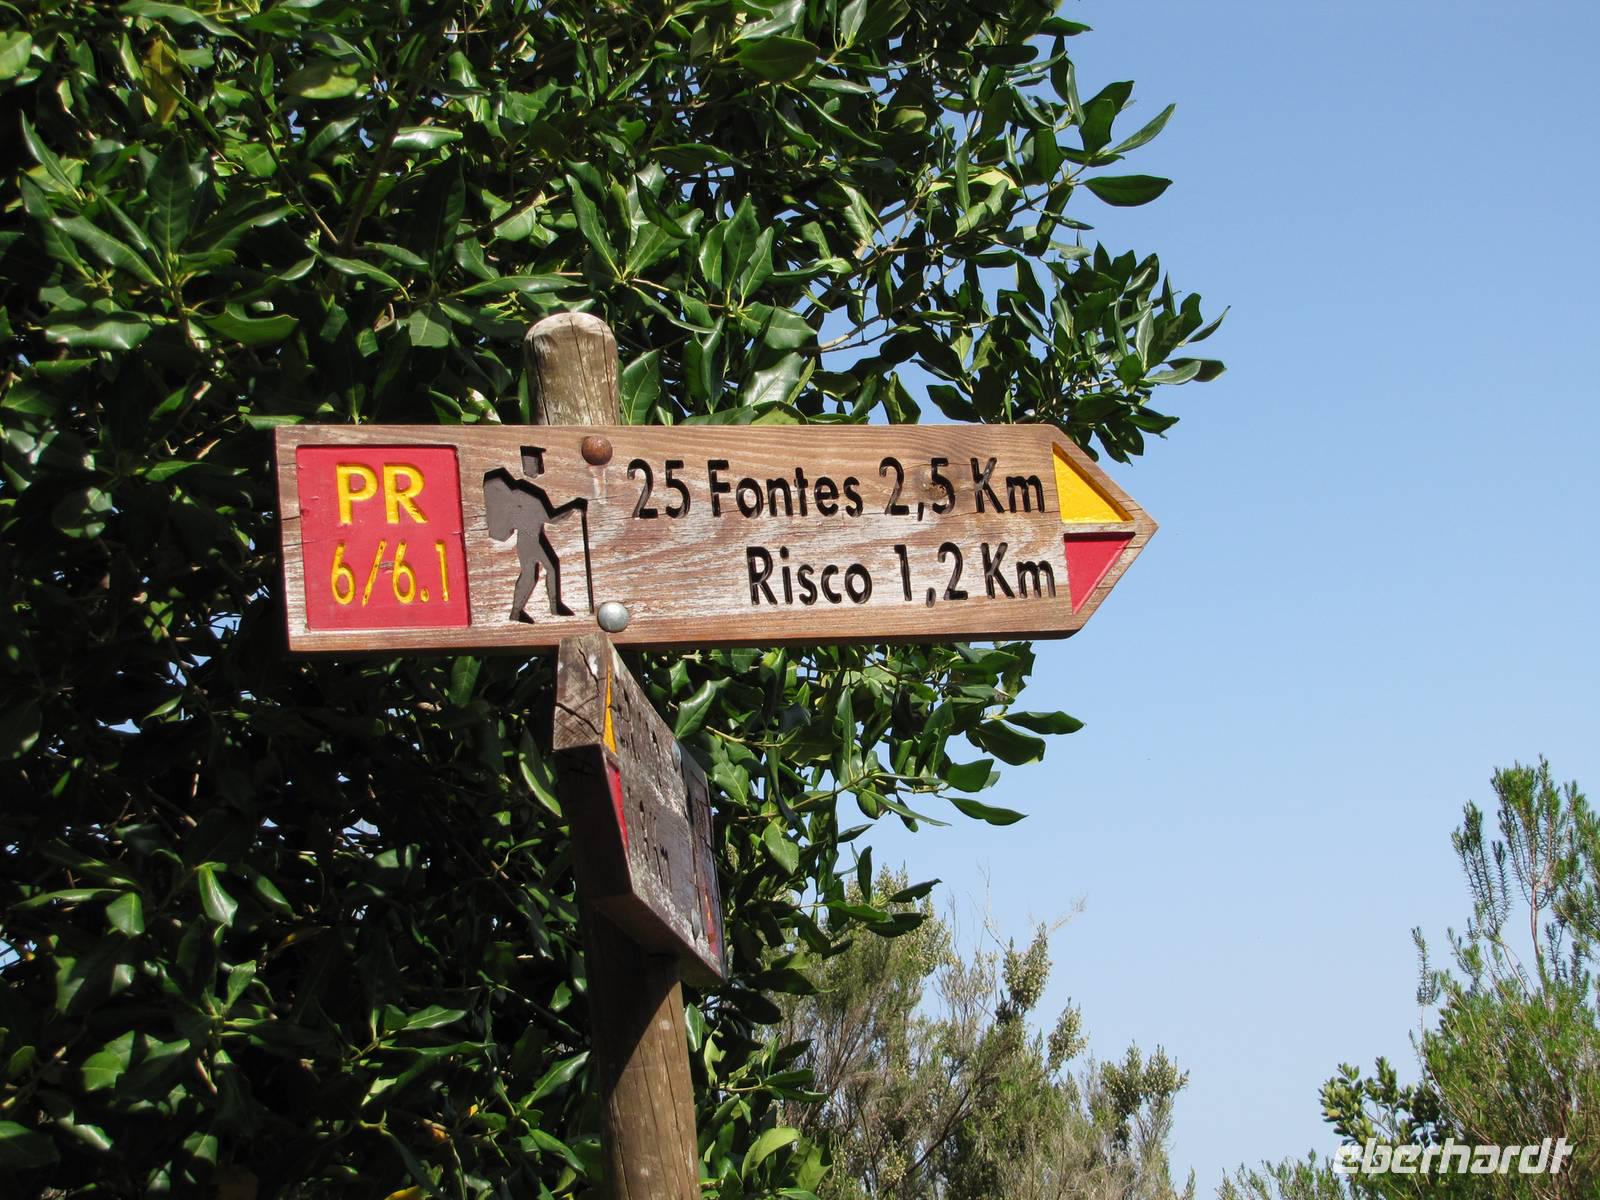 PR
6/6.1
25 Fontes 2,5 Km
Risco 1,2 Km
eberhardt